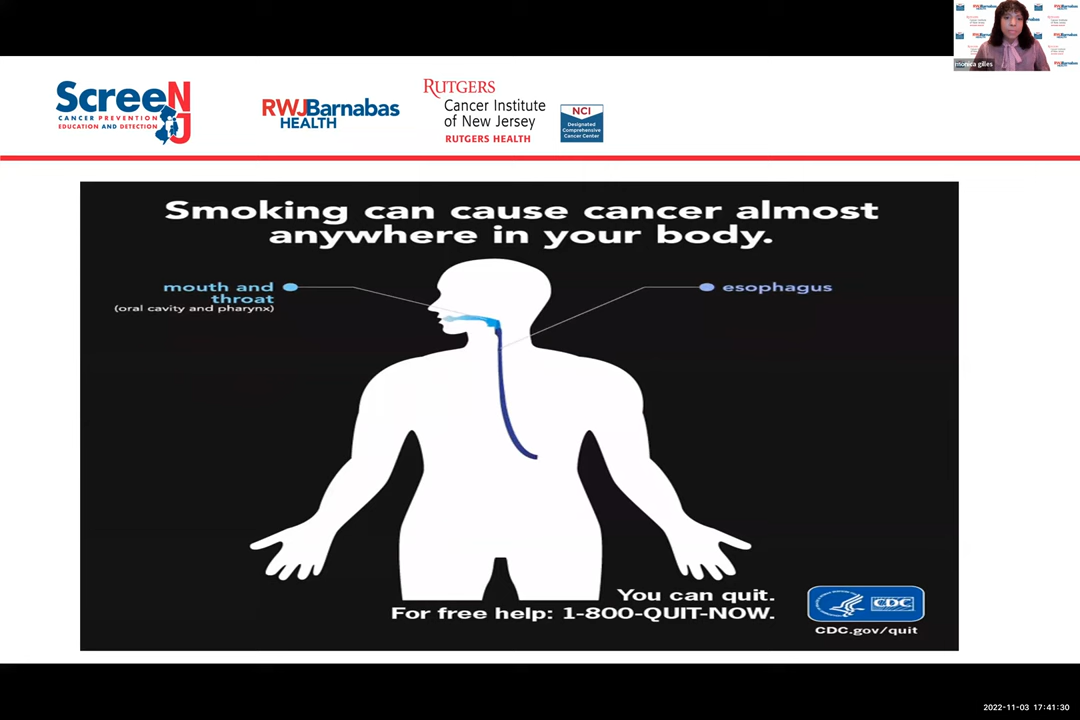 monica gilles
ScreeNJ
CANCER PREVENTION
EDUCATION AND DETECTION
RWJBarnabas
HEALTH
RUTGERS
Cancer Institute
of New Jersey
RUTGERS HEALTH
NCI
Designated
Comprehensive
Cancer Center
Smoking can cause cancer almost
anywhere in your body.
mouth and
throat
(oral cavity and pharynx)
esophagus
You can quit.
For free help: 1-800-QUIT-NOW.
CDC
CDC.gov/quit
2022-11-03 17:41:30